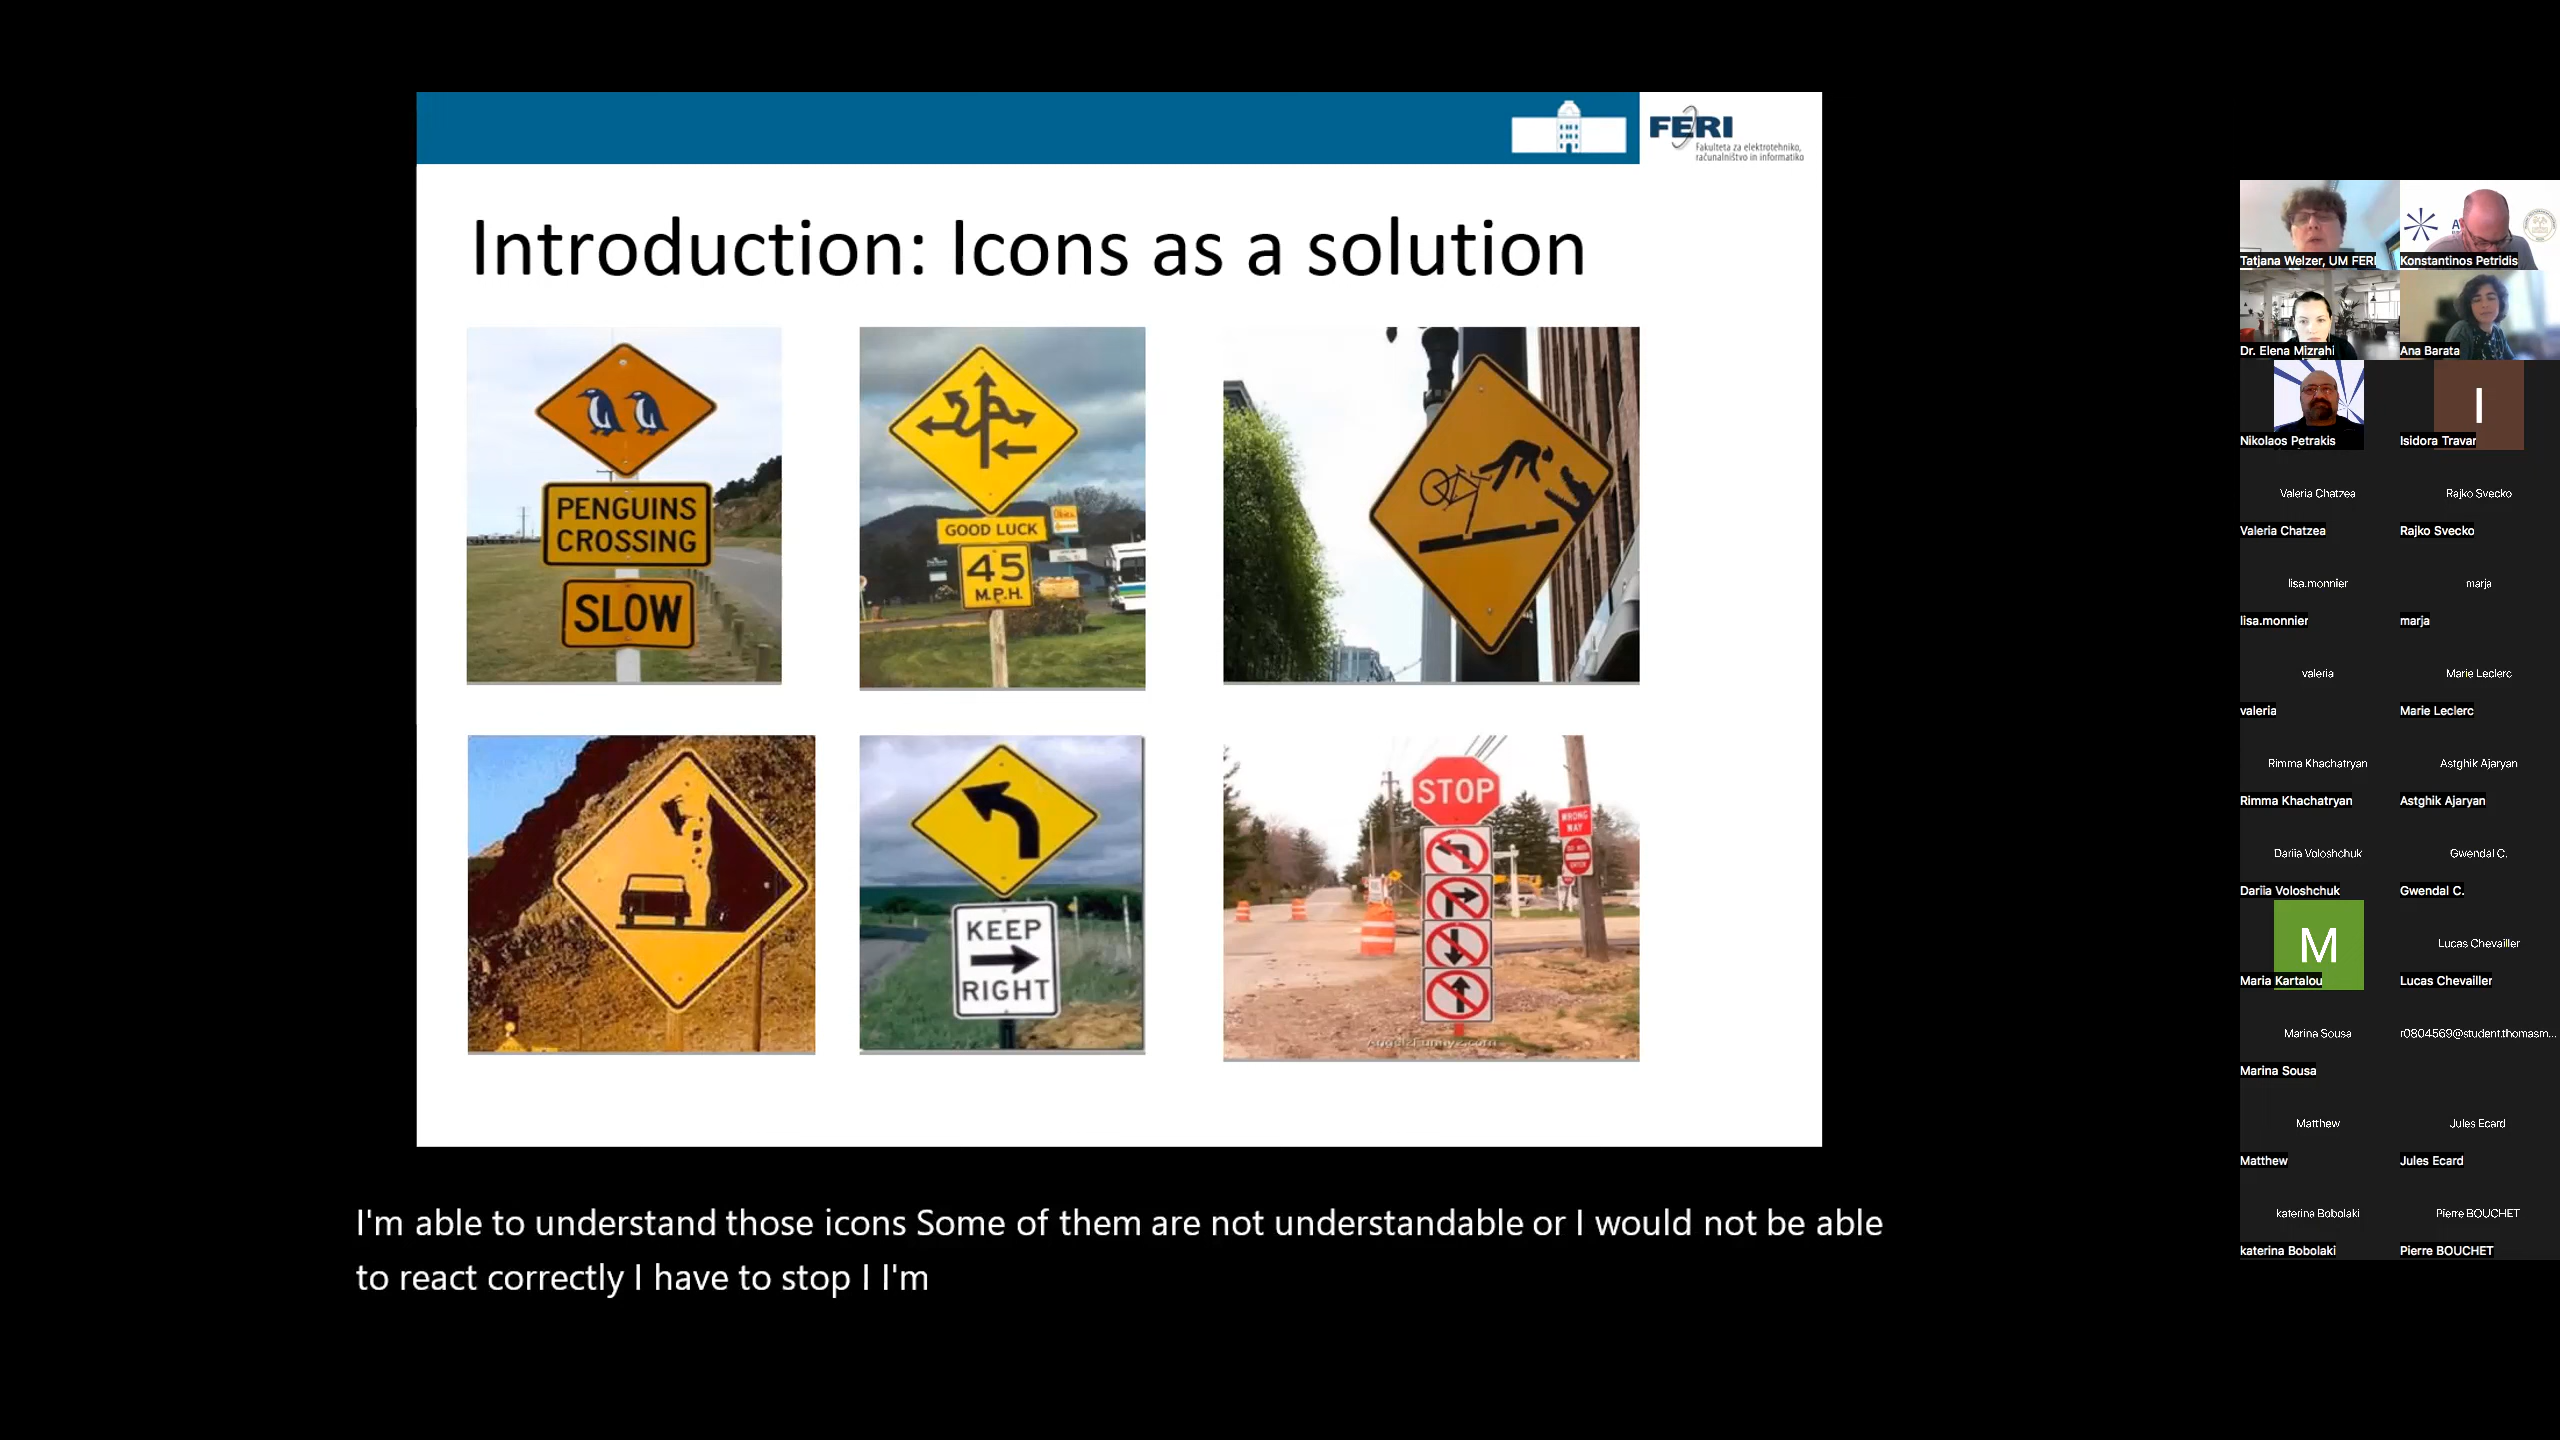 FERI
Fakulteta za elektrotehniko,
računalništvo in informatiko
Introduction: Icons as a solution
PENGUINS
CROSSING
SLOW
GOOD LUCK
45
M.P.H.
KEEP
RIGHT
STOP
WRONG
WAY
I'm able to understand those icons Some of them are not understandable or I would not be able
to react correctly I have to stop I I'm
Tatjana Welzer, UM FERI
Konstantinos Petridis
Dr. Elena Mizrahi
Ana Barata
Nikolaos Petrakis
I
Isidora Travar
Valeria Chatzea
Valeria Chatzea
Rajko Svecko
Rajko Svecko
lisa.monnier
lisa.monnier
marja
marja
valeria
valeria
Marie Leclerc
Marie Leclerc
Rimma Khachatryan
Rimma Khachatryan
Astghik Ajaryan
Astghik Ajaryan
Dariia Voloshchuk
Dariia Voloshchuk
Gwendal C.
Gwendal C.
M
Maria Kartalou
Lucas Chevailler
Lucas Chevailler
Marina Sousa
Marina Sousa
r0804569@student.thomasm...
Matthew
Matthew
Jules Ecard
Jules Ecard
katerina Bobolaki
katerina Bobolaki
Pierre BOUCHET
Pierre BOUCHET